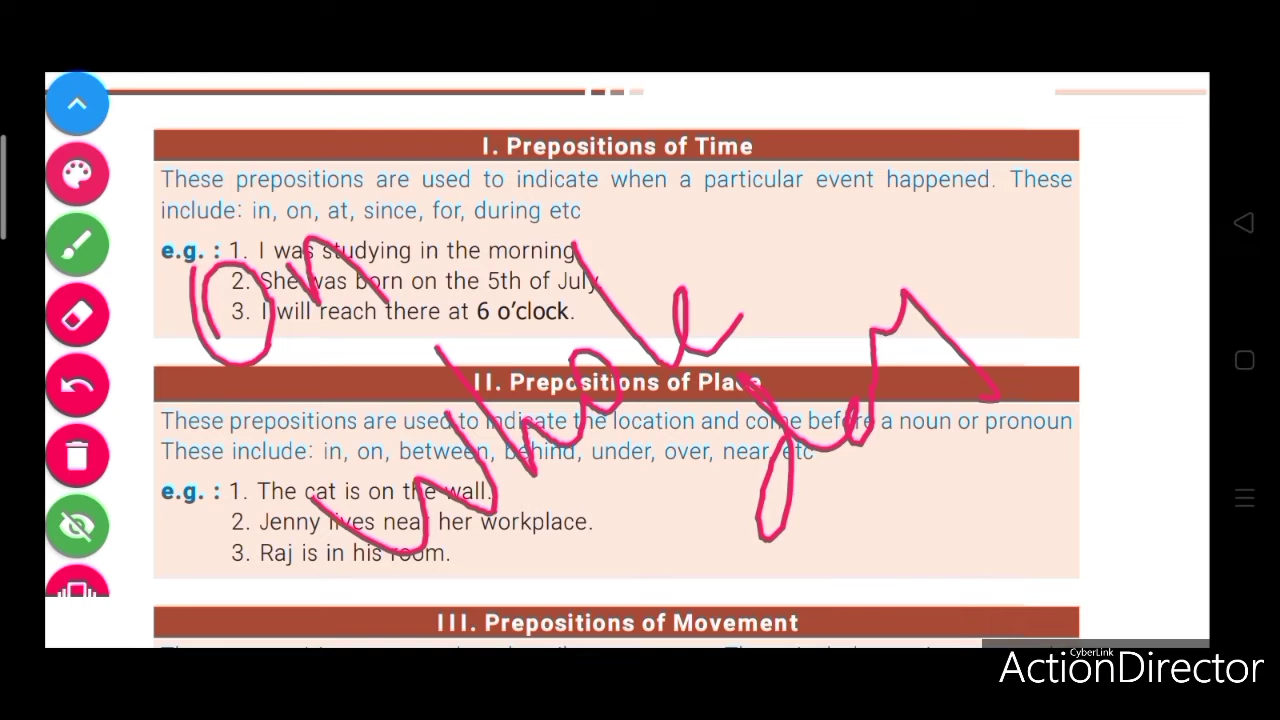 I. Prepositions of Time
These prepositions are used to indicate when a particular event happened. These
include: in, on, at, since, for, during etc
e.g. : 1. I was studying in the morning
2. She was born on the 5th of July
3. I will reach there at 6 o'clock.
On
Whole
II. Prepositions of Place
These prepositions are used to indicate the location and come before a noun or pronoun
These include: in, on, between, behind, under, over, near, etc
e.g. : 1. The cat is on the wall.
2. Jenny lives near her workplace.
3. Raj is in his room.
III. Prepositions of Movement
CyberLink
ActionDirector